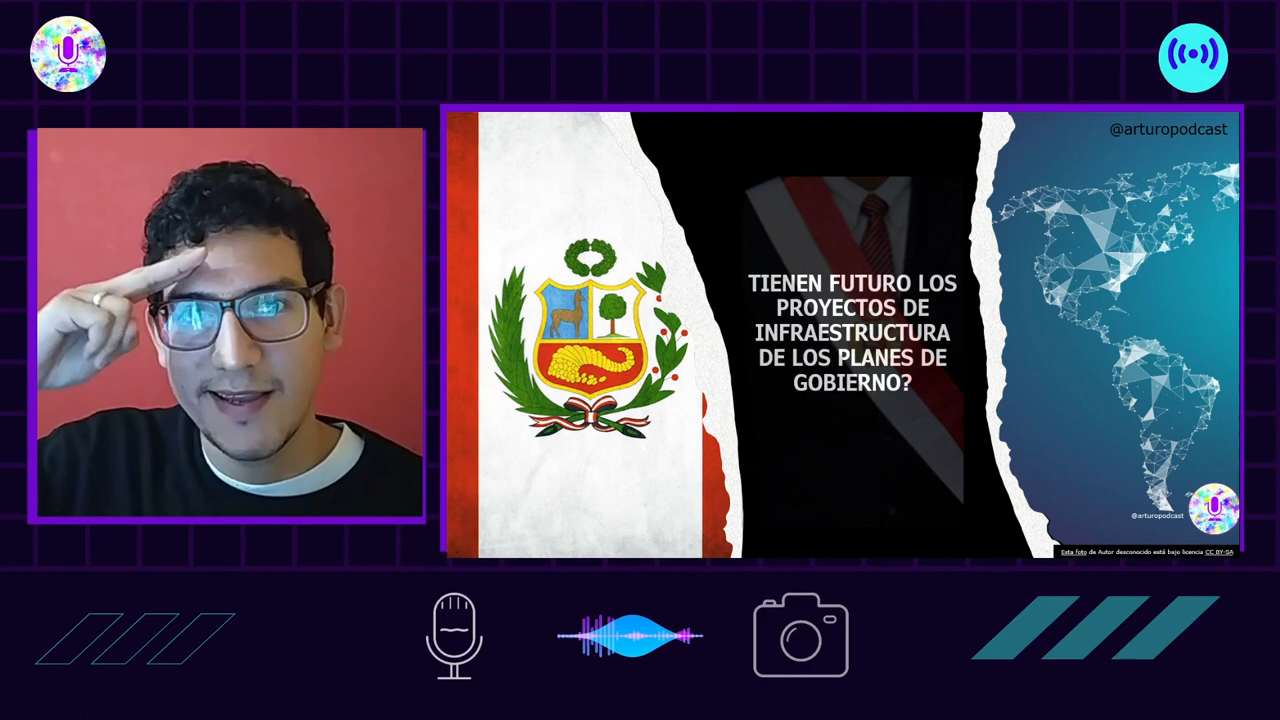 @arturopodcast
TIENEN FUTURO LOS
PROYECTOS DE
INFRAESTRUCTURA
DE LOS PLANES DE
GOBIERNO?
@arturopodcast
Esta foto de Autor desconocido está bajo licencia CC BY-SA